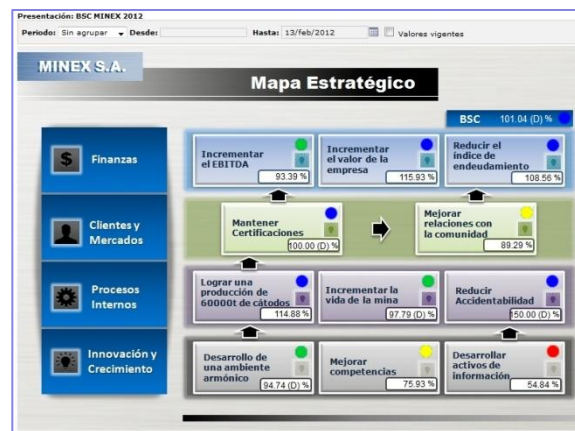 Presentación: BSC MINEX 2012
Periodo: Sin agrupar Desde: Hasta: 13/feb/2012 Valores vigentes
MINEX S.A.
Mapa Estratégico
BSC 101.04 (D) %
Finanzas
Incrementar
el EBITDA
93.39 %
Incrementar
el valor de la
empresa
115.93 %
Reducir el
índice de
endeudamiento
108.56 %
Clientes y
Mercados
Mantener
Certificaciones
100.00 (D) %
Mejorar
relaciones con
la comunidad
89.29 %
Procesos
Internos
Lograr una
producción de
60000t de cátodos
114.88 %
Incrementar la
vida de la mina
97.79 (D) %
Reducir
Accidentabilidad
150.00 (D) %
Innovación y
Crecimiento
Desarrollo de
una ambiente
armónico
94.74 (D) %
Mejorar
competencias
75.93 %
Desarrollar
activos de
información
54.84 %